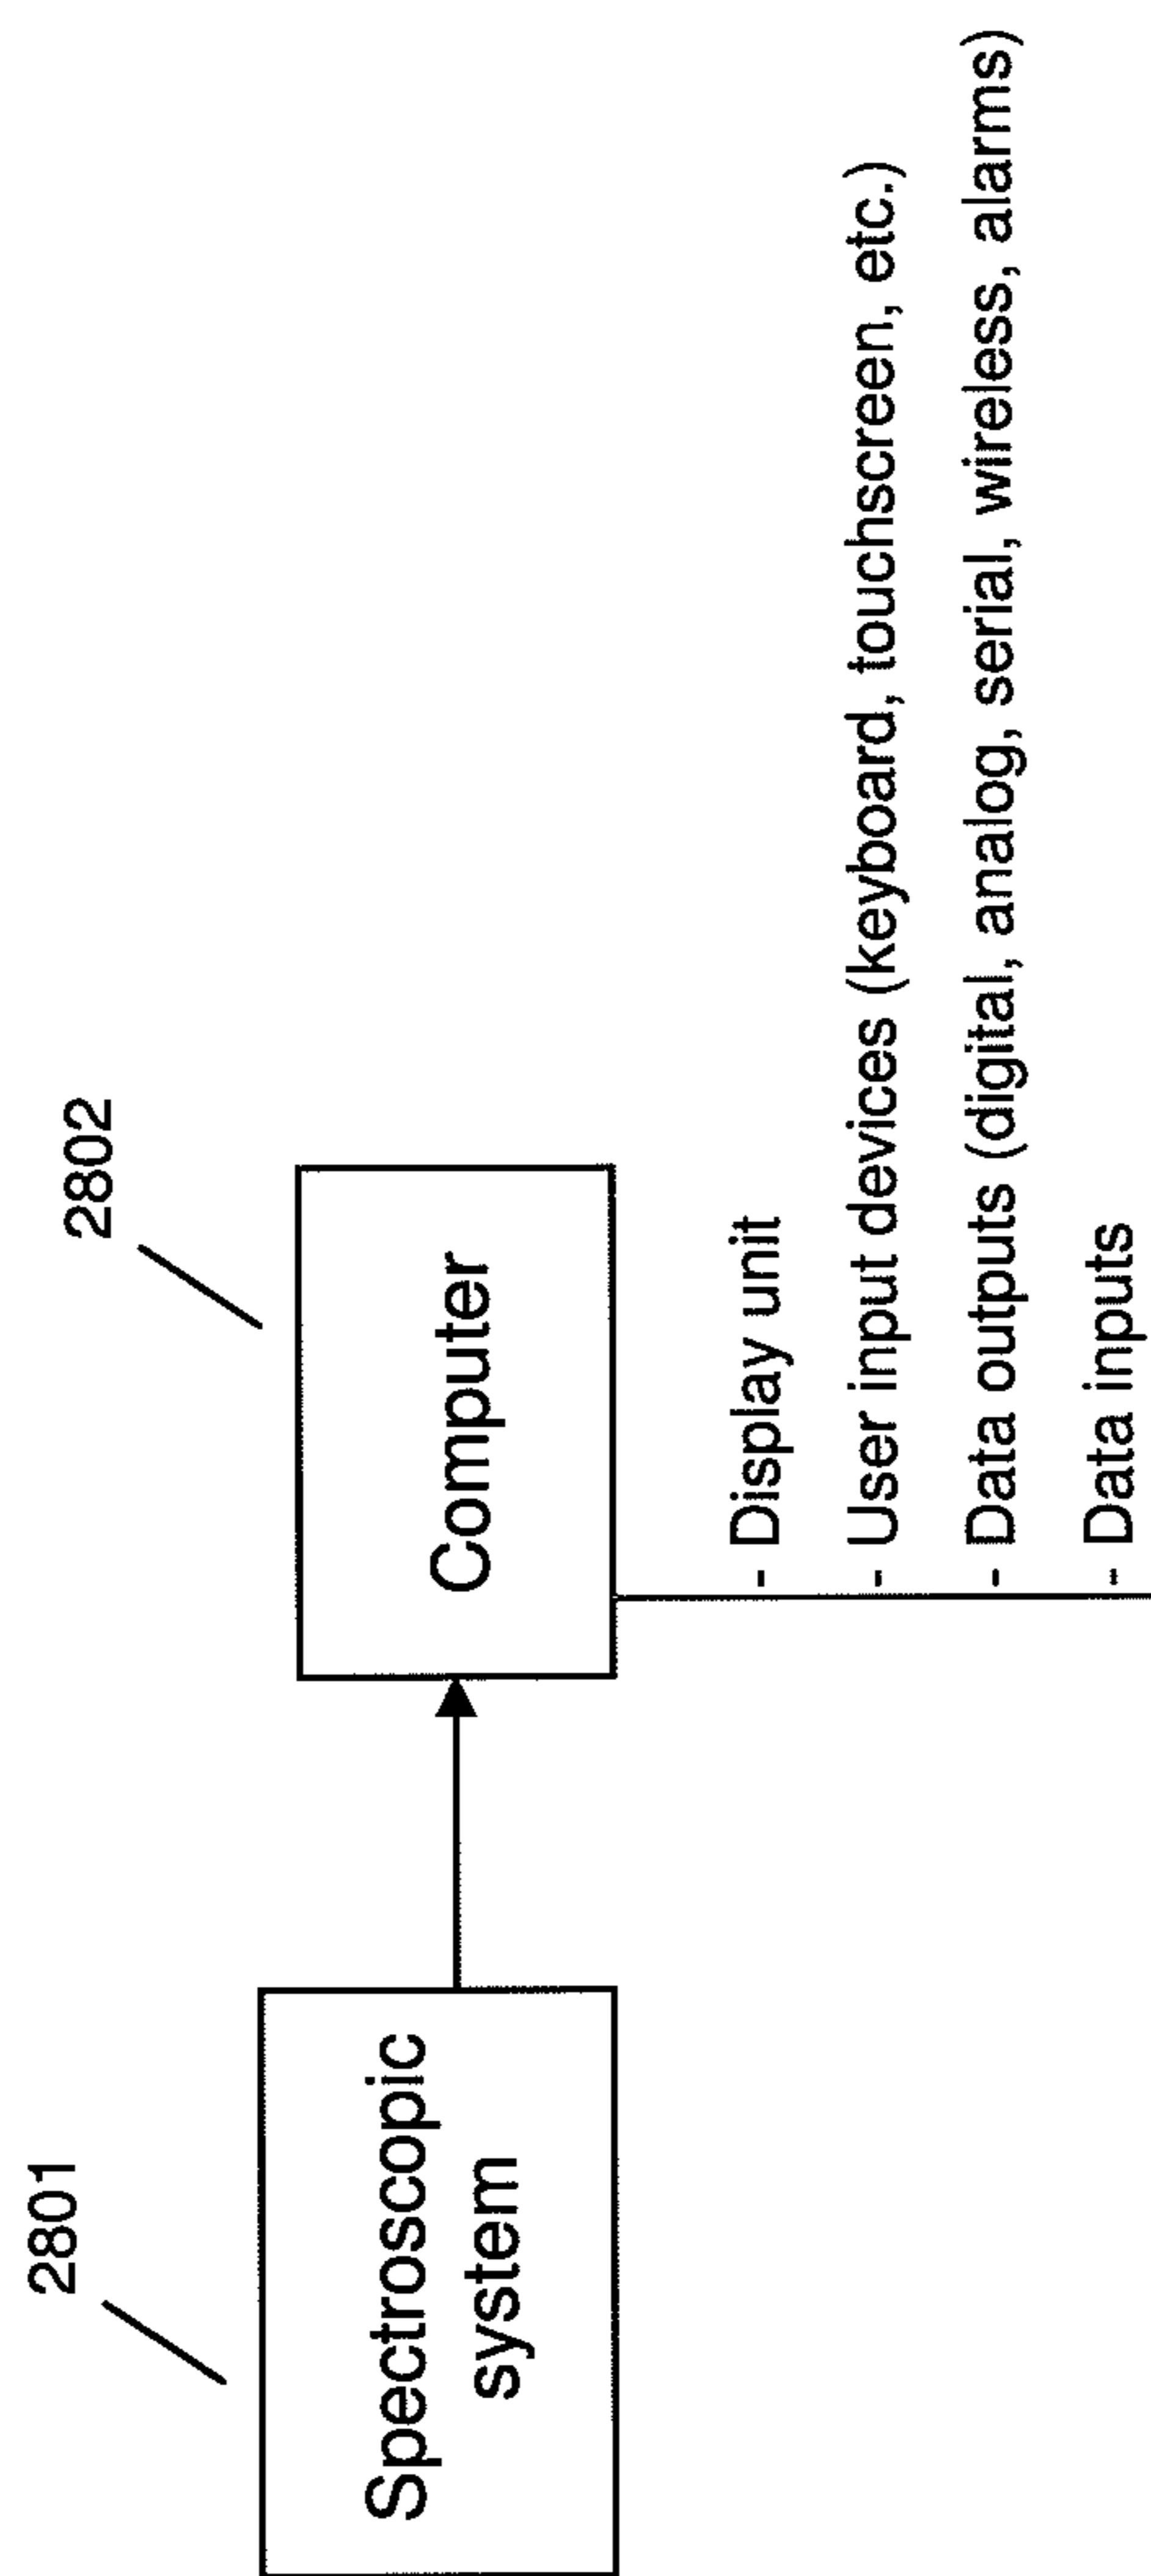 2801
2802
Spectroscopic
system
Computer
- Display unit
- User input devices (keyboard, touchscreen, etc.)
- Data outputs (digital, analog, serial, wireless, alarms)
- Data inputs